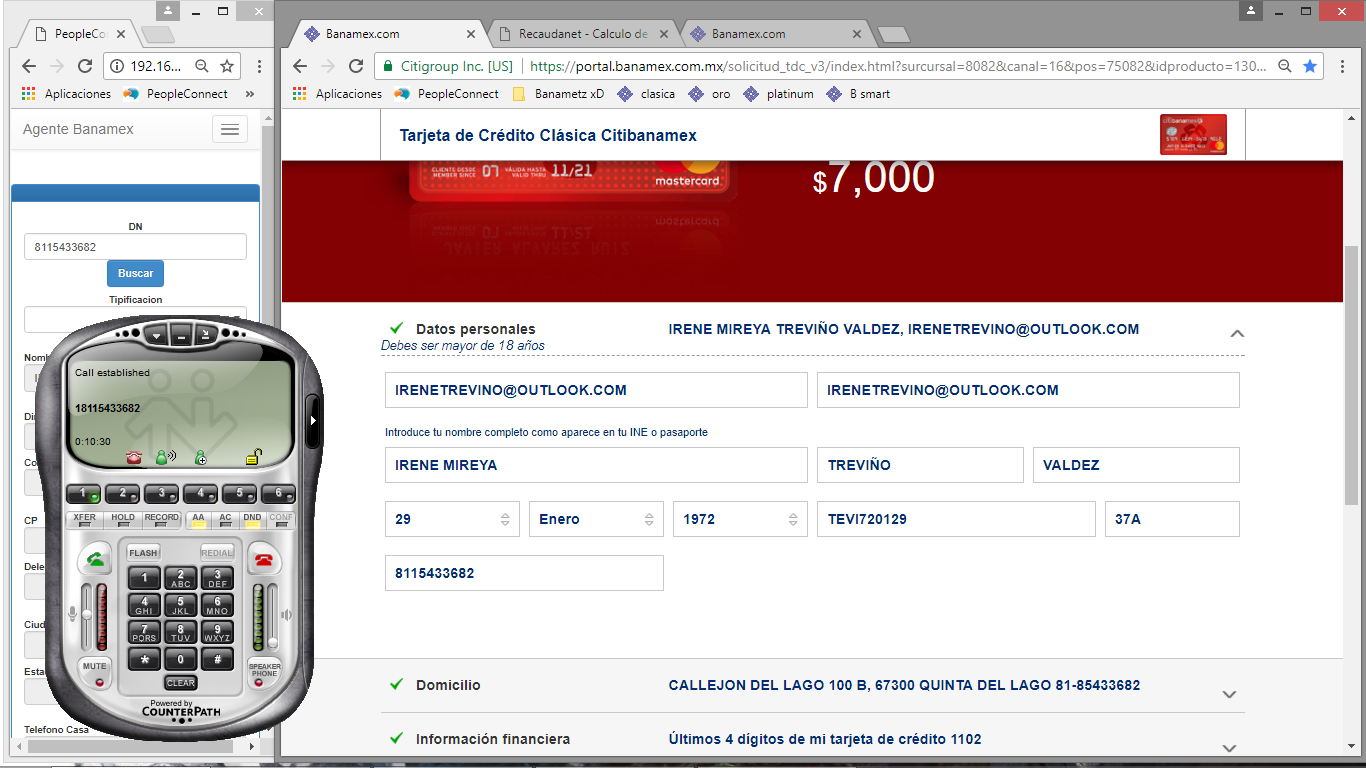 PeopleCo
192.16...
Aplicaciones
PeopleConnect
»
Agente Banamex
DN
8115433682
Buscar
Tipificacion
CP
Telefono Casa
Call established
18115433682
0:10:30
1 2 3 4 5 6
XFER HOLD RECORD AA AC DND CONF
FLASH REDIAL
1 2 ABC 3 DEF
4 GHI 5 JKL 6 MNO
7 PQRS 8 TUV 9 WXYZ
* 0 #
MUTE
SPEAKER PHONE
CLEAR
Powered by
COUNTERPATH
Banamex.com
Recaudanet - Calculo de
Banamex.com
Citigroup Inc. [US] https://portal.banamex.com.mx/solicitud_tdc_v3/index.html?surcursal=8082&canal=16&pos=75082&idproducto=130...
Aplicaciones PeopleConnect Banametz xD clasica oro platinum B smart
Tarjeta de Crédito Clásica Citibanamex
CLIENTE DESDE
MEMBER SINCE 07 VÁLIDA HASTA
VALID THRU 11/21
mastercard
$7,000
Datos personales IRENE MIREYA TREVIÑO VALDEZ, IRENETREVINO@OUTLOOK.COM
Debes ser mayor de 18 años
IRENETREVINO@OUTLOOK.COM IRENETREVINO@OUTLOOK.COM
Introduce tu nombre completo como aparece en tu INE o pasaporte
IRENE MIREYA TREVIÑO VALDEZ
29 Enero 1972 TEVI720129 37A
8115433682
Domicilio CALLEJON DEL LAGO 100 B, 67300 QUINTA DEL LAGO 81-85433682
Información financiera Últimos 4 dígitos de mi tarjeta de crédito 1102